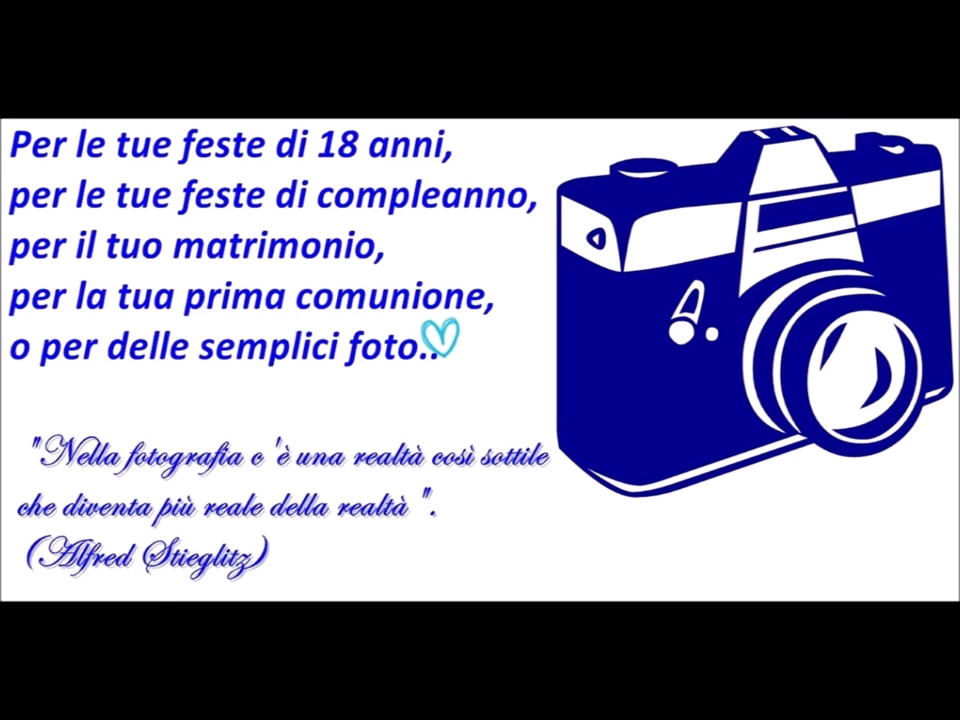 Per le tue feste di 18 anni,
per le tue feste di compleanno,
per il tuo matrimonio,
per la tua prima comunione,
o per delle semplici foto..
"Nella fotografia c 'è una realtà così sottile
che diventa più reale della realtà ".
(Alfred Stieglitz)